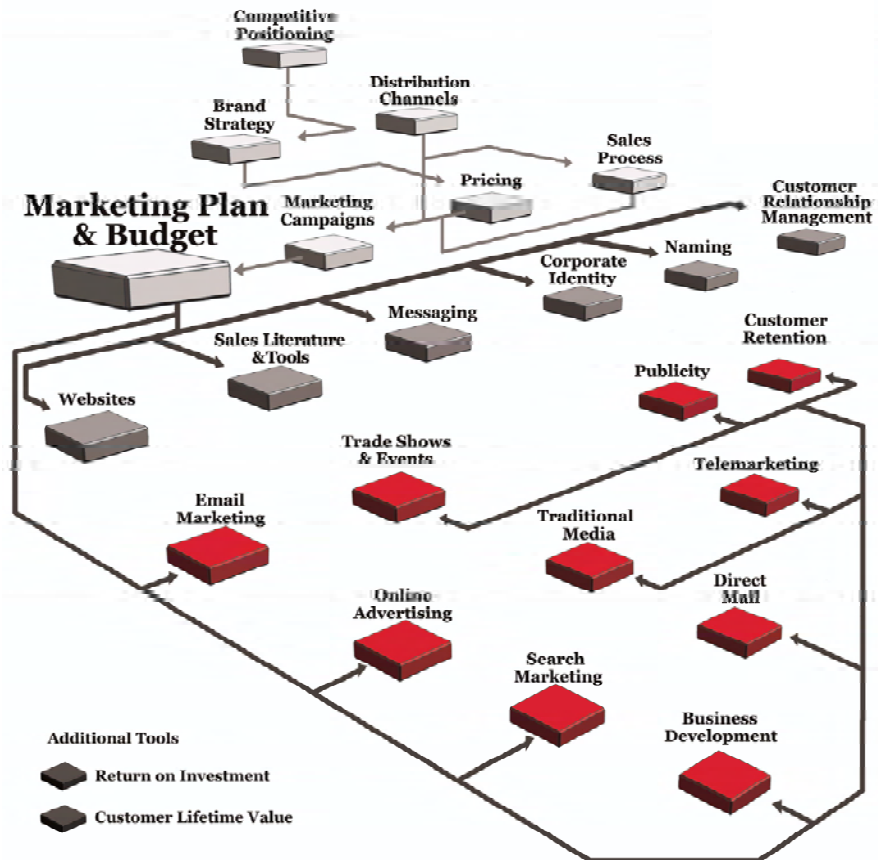 Competitive
Positioning
Distribution
Channels
Brand
Strategy
Sales
Process
Pricing
Customer
Relationship
Management
Marketing Plan
& Budget
Marketing
Campaigns
Naming
Corporate
Identity
Messaging
Sales Literature
&Tools
Customer
Retention
Publicity
Websites
Trade Shows
& Events
Telemarketing
Email
Marketing
Traditional
Media
Direct
Mail
Online
Advertising
Search
Marketing
Business
Development
Additional Tools
Return on Investment
Customer Lifetime Value